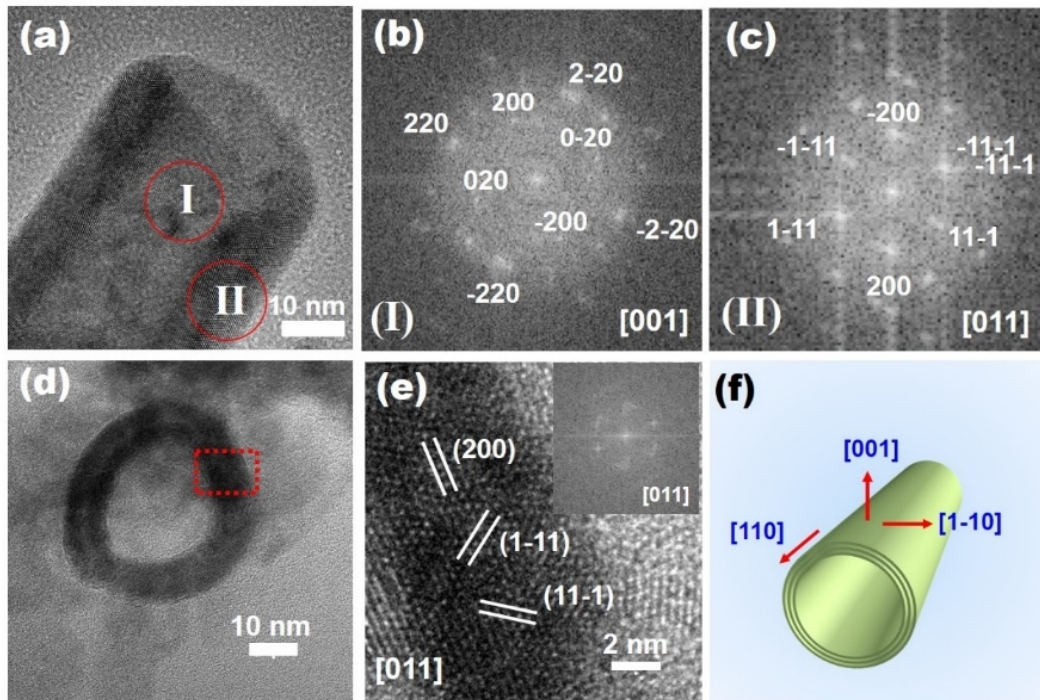 (a)
I
II
10 nm
(b)
2-20
200
220
0-20
020
-200
-2-20
-220
(I)
[001]
(c)
-200
-1-11
-11-1
-11-1
1-11
11-1
200
(II)
[011]
(d)
10 nm
(e)
(200)
[011]
(1-11)
(11-1)
2 nm
[011]
(f)
[001]
[110]
[1-10]